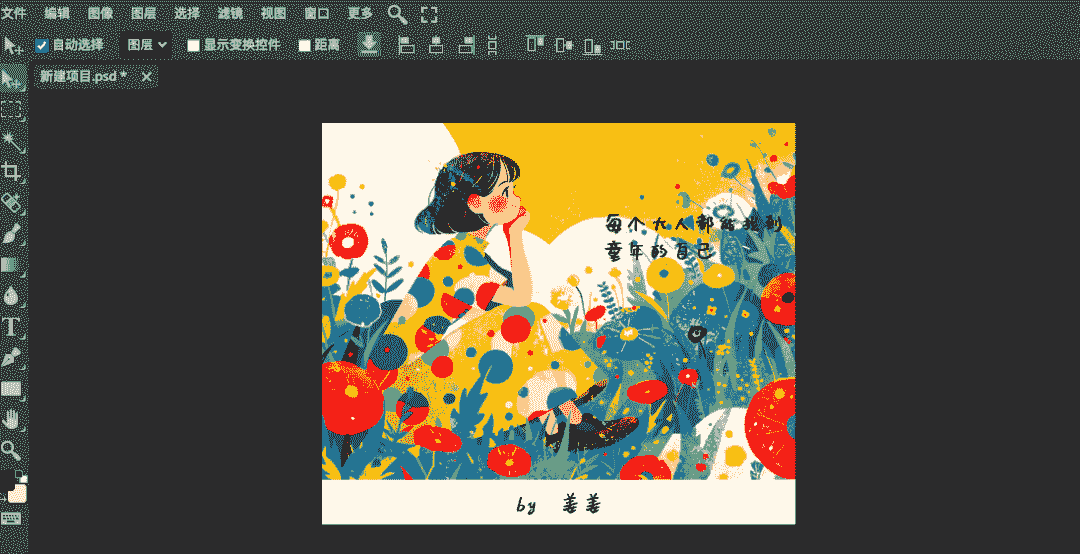 文件 编辑 图像 图层 选择 滤镜 视图 窗口 更多
自动选择 图层 显示变换控件 距离
新建项目.psd *
每个大人都能找到
童年的自己
by 姜姜